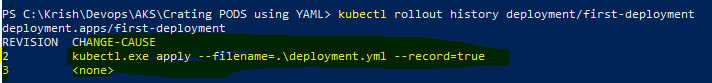 PS C:\Krish\Devops\AKS\Crating PODS using YAML> kubectl rollout history deployment/first-deployment
deployment.apps/first-deployment
REVISION  CHANGE-CAUSE
2         kubectl.exe apply --filename=.\deployment.yml --record=true
3         <none>